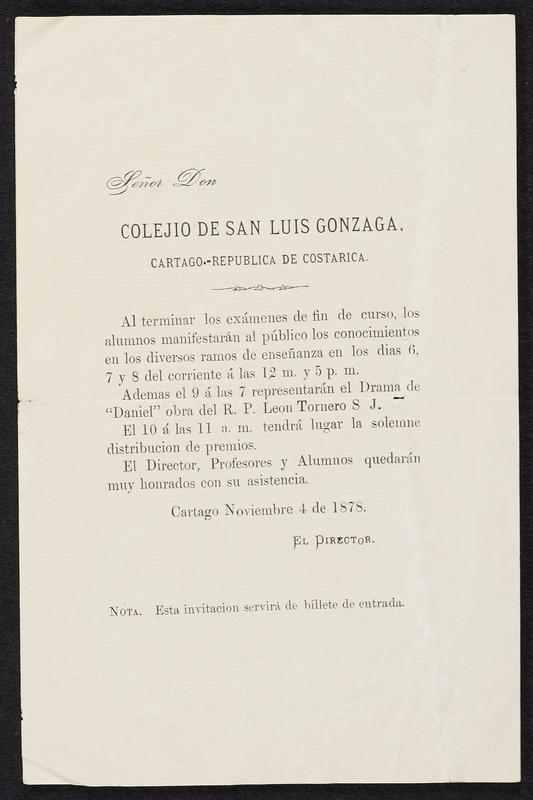 Señor Don
COLEJIO DE SAN LUIS GONZAGA.
CARTAGO.-REPUBLICA DE COSTARICA.
Al terminar los exámenes de fin de curso, los
alumnos manifestarán al público los conocimientos
en los diversos ramos de enseñanza en los dias 6,
7 y 8 del corriente á las 12 m. y 5 p. m.
Ademas el 9 á las 7 representarán el Drama de
“Daniel” obra del R. P. Leon Tornero S J.
El 10 á las 11 a. m. tendrá lugar la solemne
distribucion de premios.
El Director, Profesores y Alumnos quedarán
muy honrados con su asistencia.
Cartago Noviembre 4 de 1878.
EL DIRECTOR.
NOTA. Esta invitacion servirá de billete de entrada.